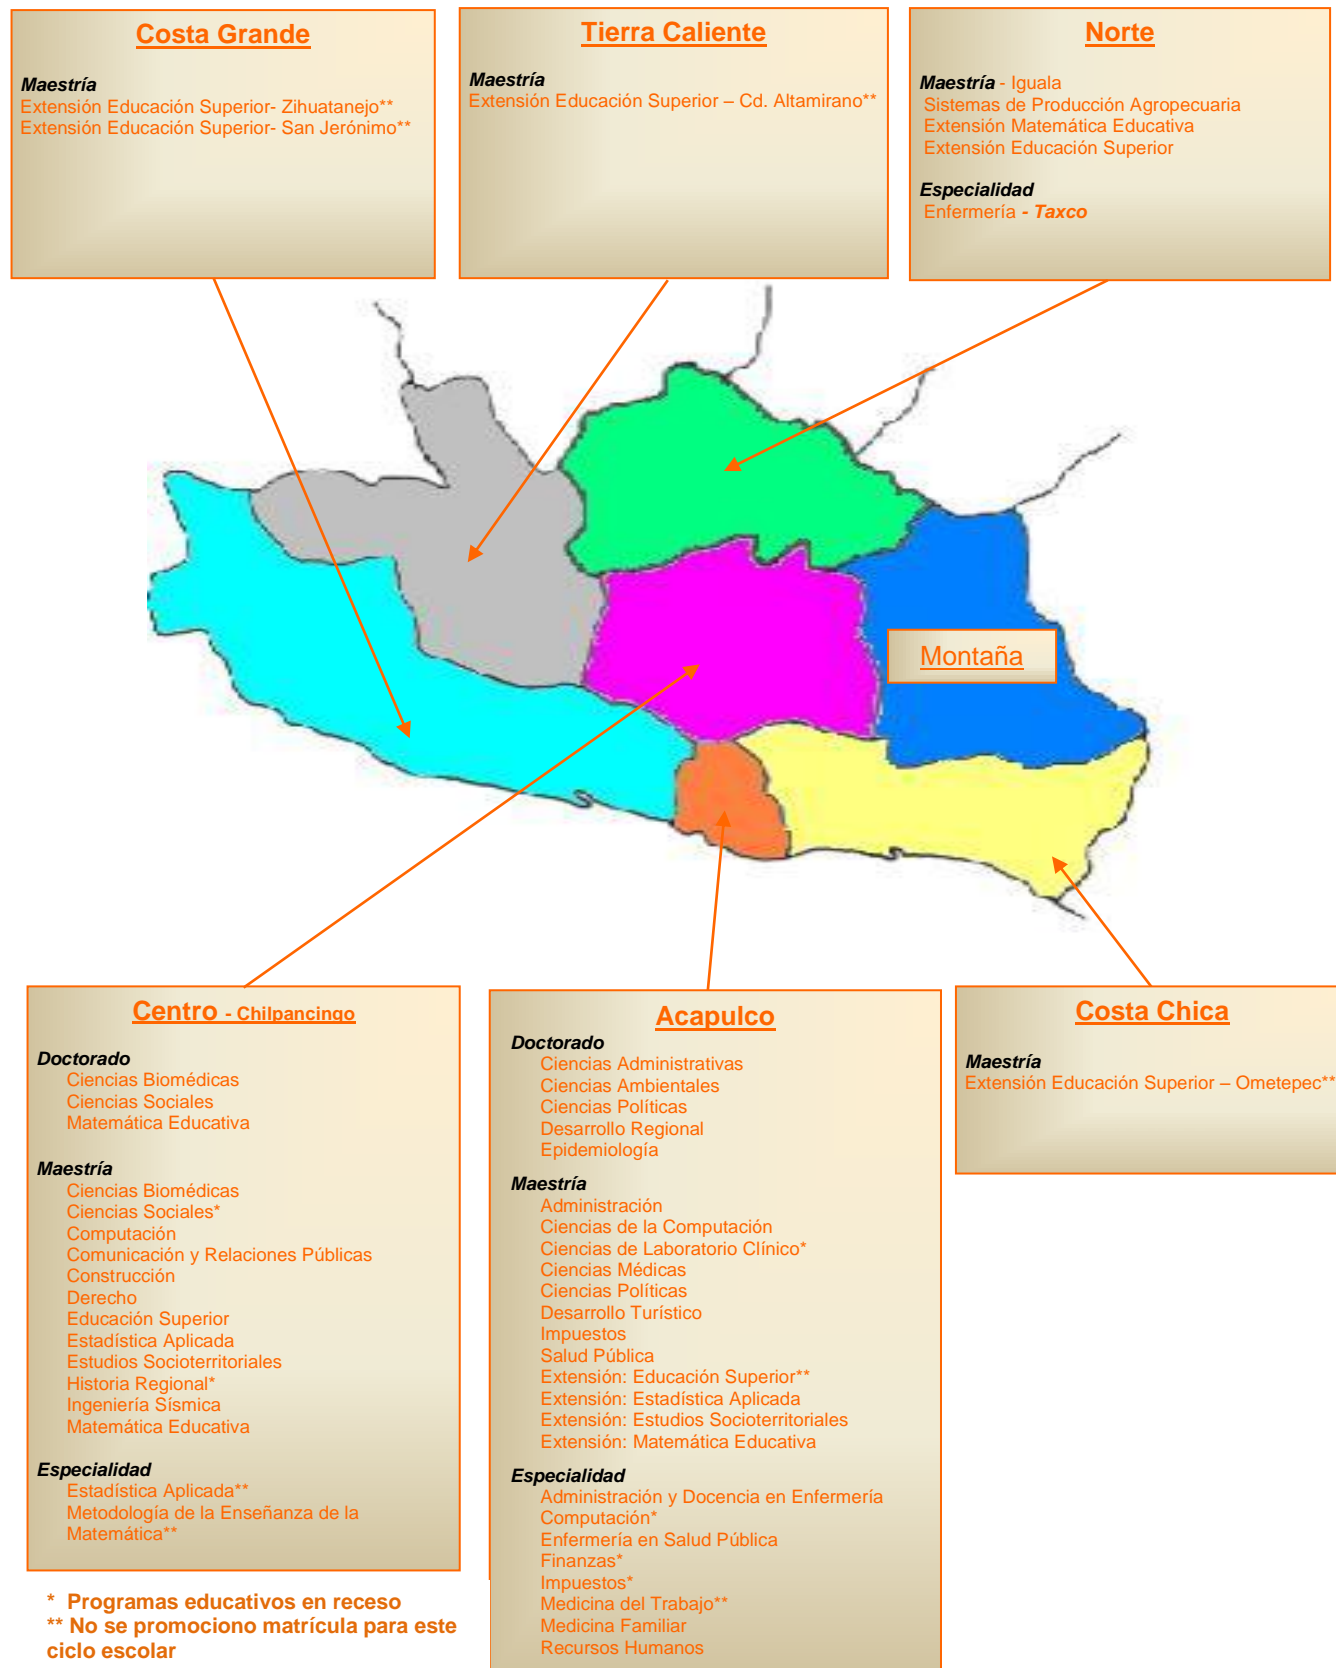 Costa Grande
Maestría
Extensión Educación Superior- Zihuatanejo**
Extensión Educación Superior- San Jerónimo**
Tierra Caliente
Maestría
Extensión Educación Superior – Cd. Altamirano**
Norte
Maestría - Iguala
Sistemas de Producción Agropecuaria
Extensión Matemática Educativa
Extensión Educación Superior
Especialidad
Enfermería - Taxco
Montaña
Centro - Chilpancingo
Doctorado
Ciencias Biomédicas
Ciencias Sociales
Matemática Educativa
Maestría
Ciencias Biomédicas
Ciencias Sociales*
Computación
Comunicación y Relaciones Públicas
Construcción
Derecho
Educación Superior
Estadística Aplicada
Estudios Socioterritoriales
Historia Regional*
Ingeniería Sísmica
Matemática Educativa
Especialidad
Estadística Aplicada**
Metodología de la Enseñanza de la
Matemática**
* Programas educativos en receso
** No se promociono matrícula para este
ciclo escolar
Acapulco
Doctorado
Ciencias Administrativas
Ciencias Ambientales
Ciencias Políticas
Desarrollo Regional
Epidemiología
Maestría
Administración
Ciencias de la Computación
Ciencias de Laboratorio Clínico*
Ciencias Médicas
Ciencias Políticas
Desarrollo Turístico
Impuestos
Salud Pública
Extensión: Educación Superior**
Extensión: Estadística Aplicada
Extensión: Estudios Socioterritoriales
Extensión: Matemática Educativa
Especialidad
Administración y Docencia en Enfermería
Computación*
Enfermería en Salud Pública
Finanzas*
Impuestos*
Medicina del Trabajo**
Medicina Familiar
Recursos Humanos
Costa Chica
Maestría
Extensión Educación Superior – Ometepec**